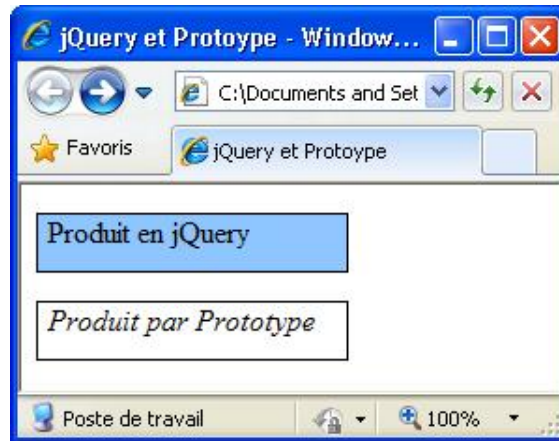 jQuery et Protoype - Window...
C:\Documents and Set
Favoris
jQuery et Protoype
Produit en jQuery
Produit par Prototype
Poste de travail
100%